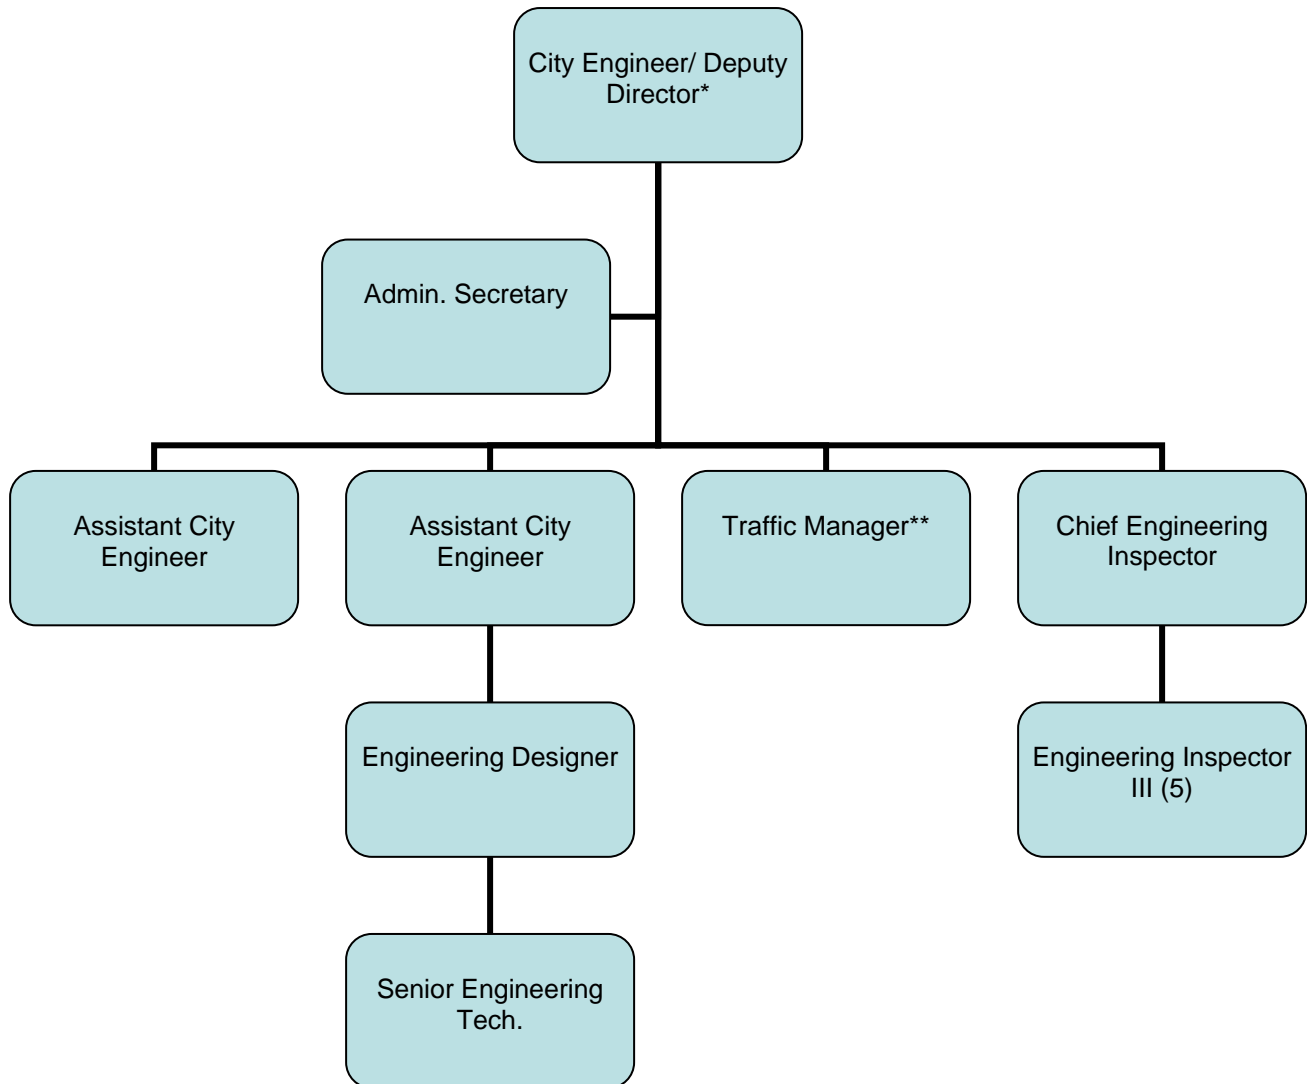 City Engineer/ Deputy
Director*
Admin. Secretary
Assistant City
Engineer
Assistant City
Engineer
Traffic Manager**
Chief Engineering
Inspector
Engineering Designer
Engineering Inspector
III (5)
Senior Engineering
Tech.